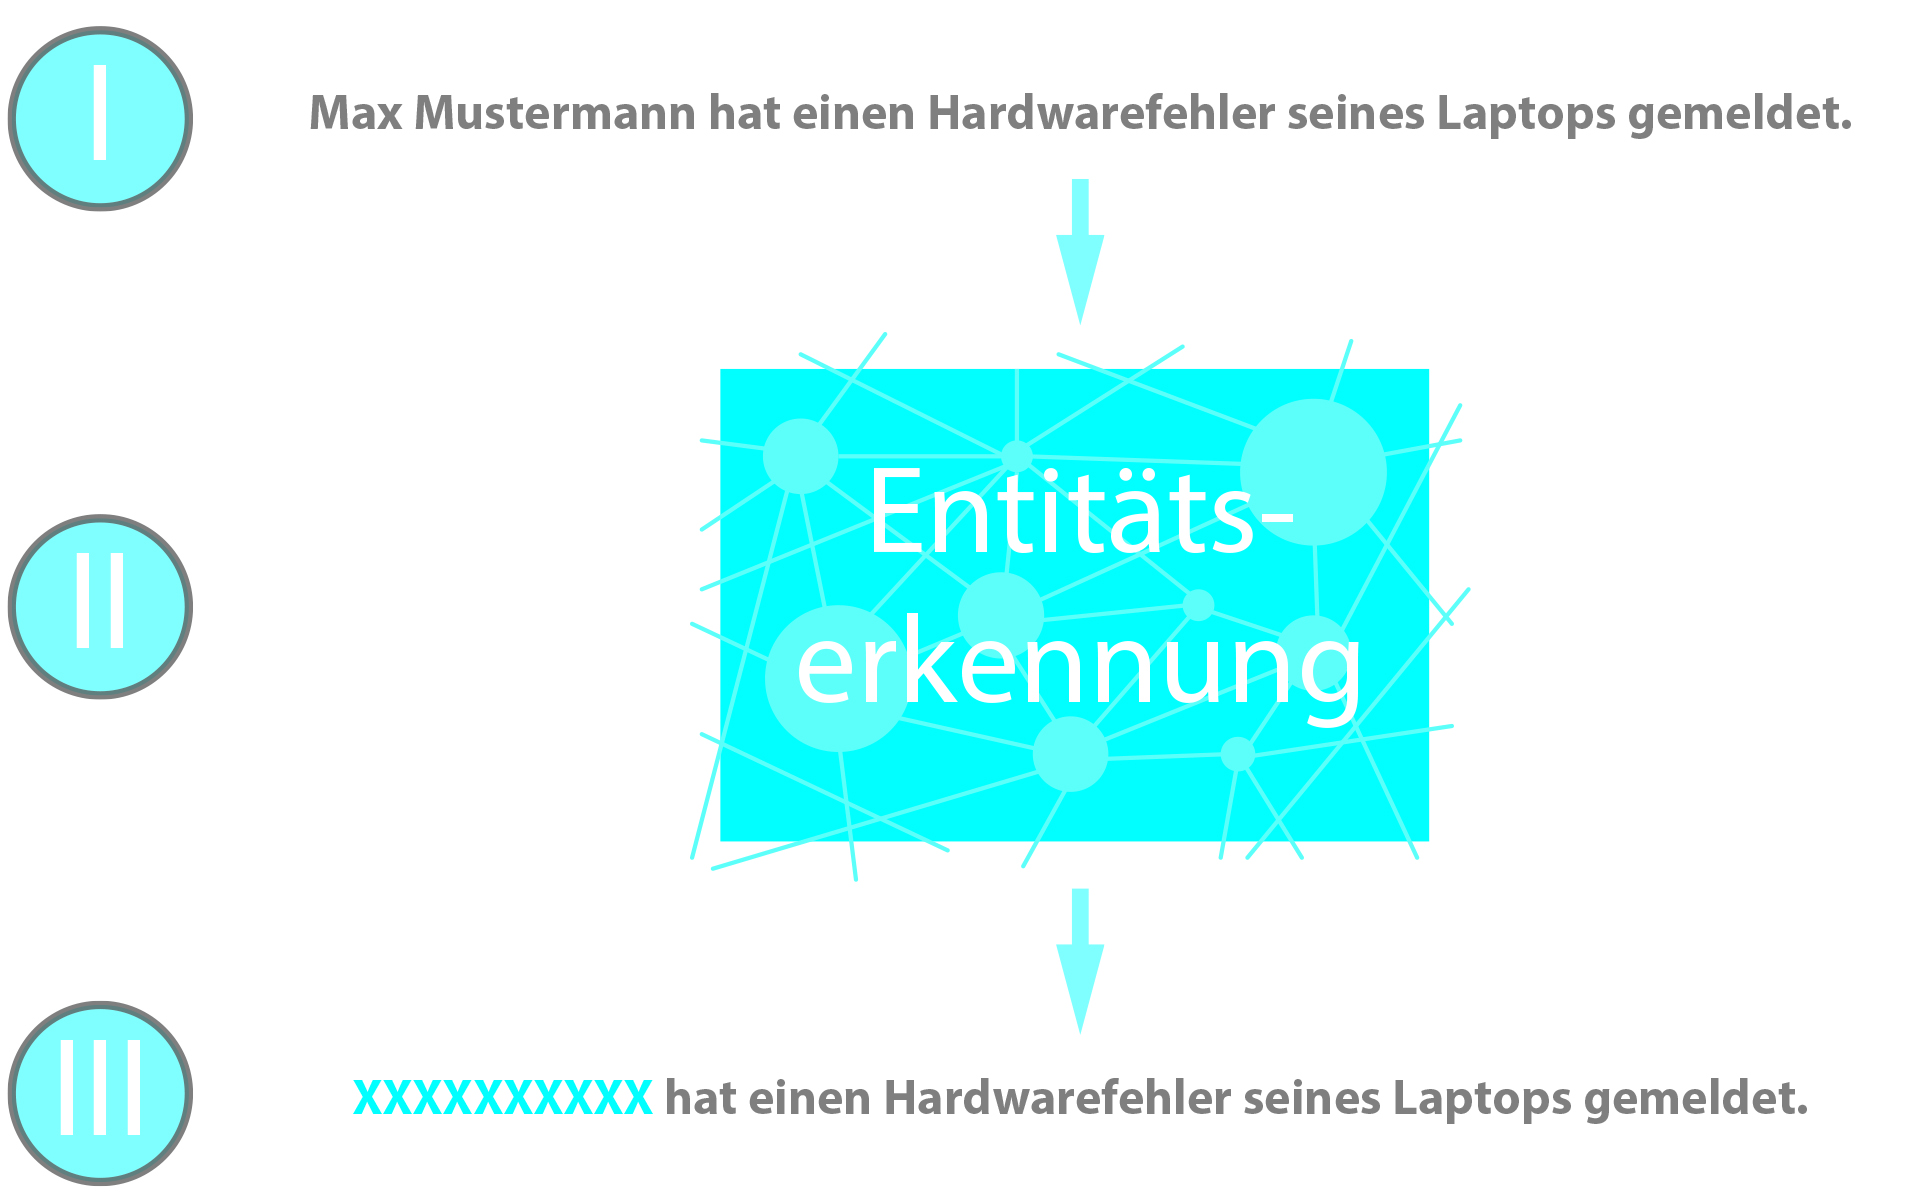 I
Max Mustermann hat einen Hardwarefehler seines Laptops gemeldet.
II
Entitäts-
erkennung
III
XXXXXXXXXX hat einen Hardwarefehler seines Laptops gemeldet.